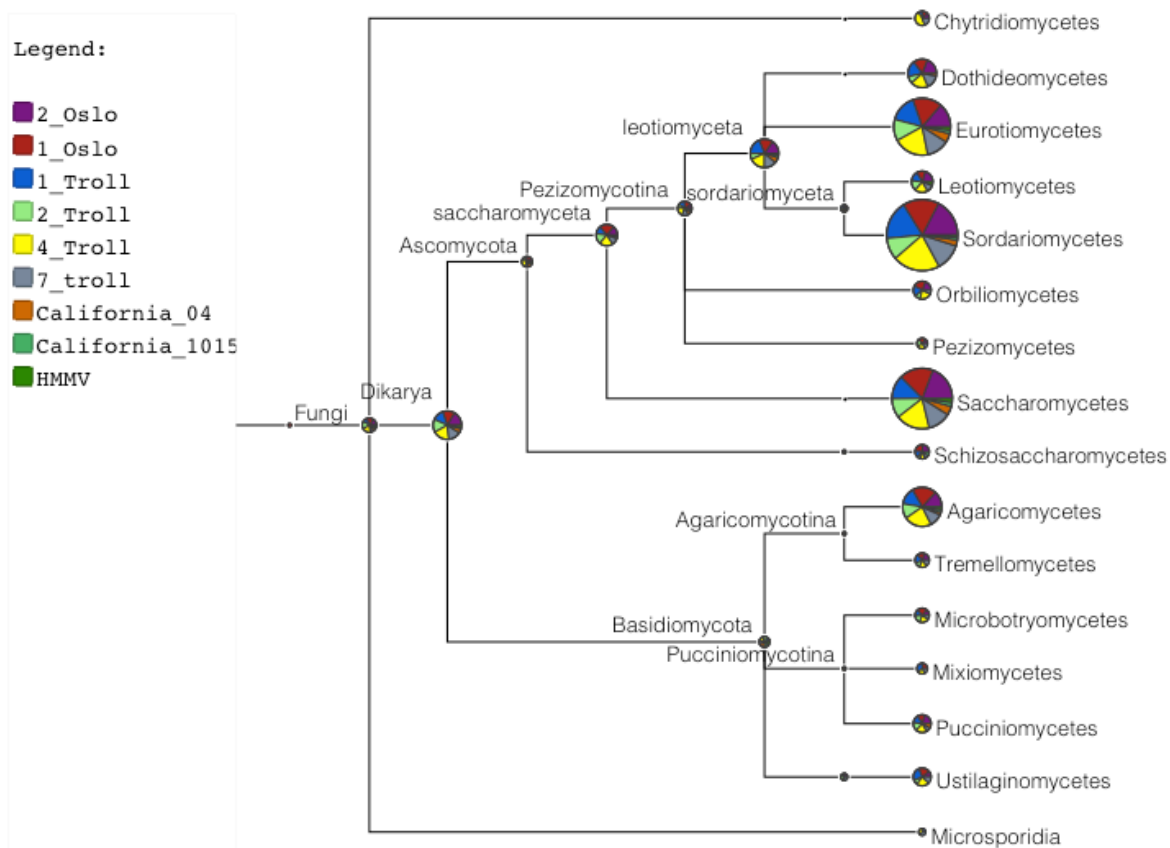 Legend:
2_Oslo
1_Oslo
1_Troll
2_Troll
4_Troll
7_troll
California_04
California_1015
HMMV
Chytridiomycetes
Dothideomycetes
leotiomyceta
Eurotiomycetes
Leotiomycetes
Pezizomycotina
sordariomyceta
saccharomyceta
Sordariomycetes
Ascomycota
Orbiliomycetes
Pezizomycetes
Dikarya
Saccharomycetes
Fungi
Schizosaccharomycetes
Agaricomycetes
Agaricomycotina
Tremellomycetes
Microbotryomycetes
Basidiomycota
Pucciniomycotina
Mixiomycetes
Pucciniomycetes
Ustilaginomycetes
Microsporidia